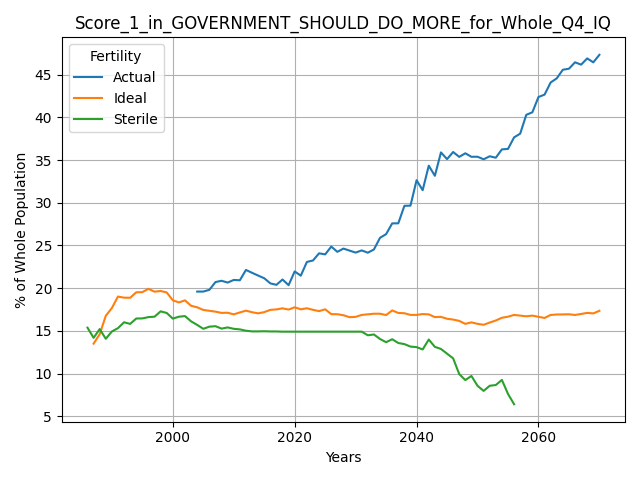 Score_1_in_GOVERNMENT_SHOULD_DO_MORE_for_Whole_Q4_IQ
Fertility
Actual
Ideal
Sterile
% of Whole Population
45
40
35
30
25
20
15
10
5
2000 2020 2040 2060
Years